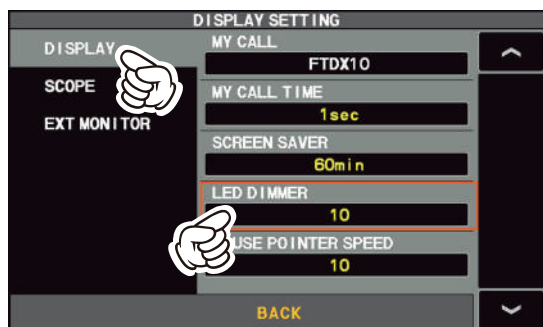 DISPLAY SETTING
DISPLAY
SCOPE
EXT MONITOR
MY CALL
FTDX10
MY CALL TIME
1sec
SCREEN SAVER
60min
LED DIMMER
10
USE POINTER SPEED
10
BACK